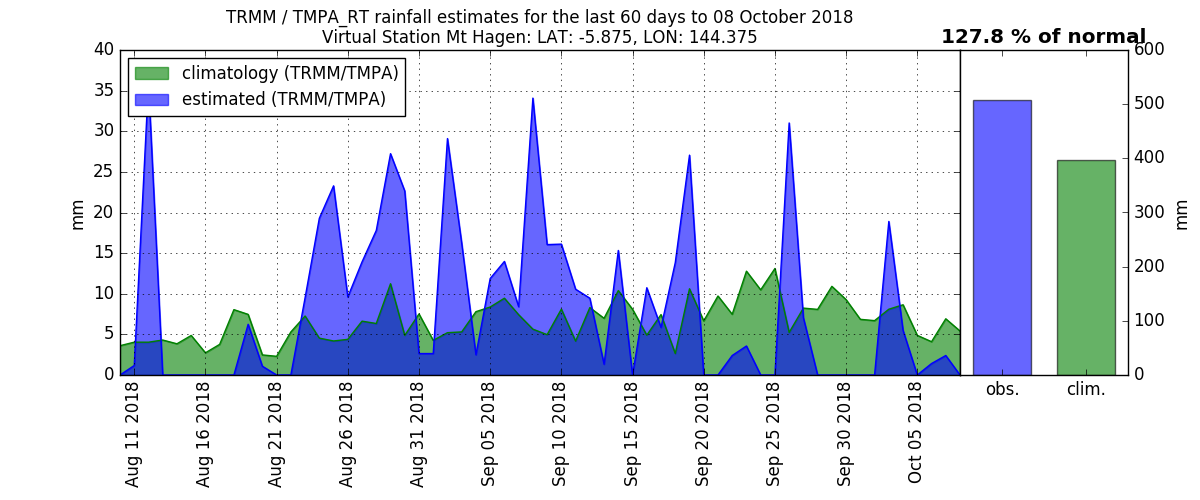 TRMM / TMPA_RT rainfall estimates for the last 60 days to 08 October 2018
Virtual Station Mt Hagen: LAT: -5.875, LON: 144.375
127.8 % of normal
climatology (TRMM/TMPA)
estimated (TRMM/TMPA)
mm
40
35
30
25
20
15
10
5
0
Aug 11 2018
Aug 16 2018
Aug 21 2018
Aug 26 2018
Aug 31 2018
Sep 05 2018
Sep 10 2018
Sep 15 2018
Sep 20 2018
Sep 25 2018
Sep 30 2018
Oct 05 2018
obs.
clim.
600
500
400
300
200
100
0
mm